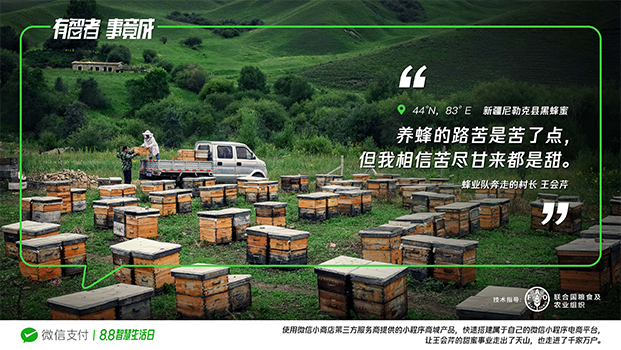 有智者 事竟成
44°N, 83°E 新疆尼勒克县黑蜂蜜
养蜂的路苦是苦了点，
但我相信苦尽甘来都是甜。
蜂业队奔走的村长 王会芹
技术指导：
FAO
联合国粮食及
农业组织
微信支付 | 8.8智慧生活日
使用微信小商店第三方服务商提供的小程序商城产品，快速搭建属于自己的微信小程序电商平台，
让王会芹的甜蜜事业走出了天山，也走进了千家万户。